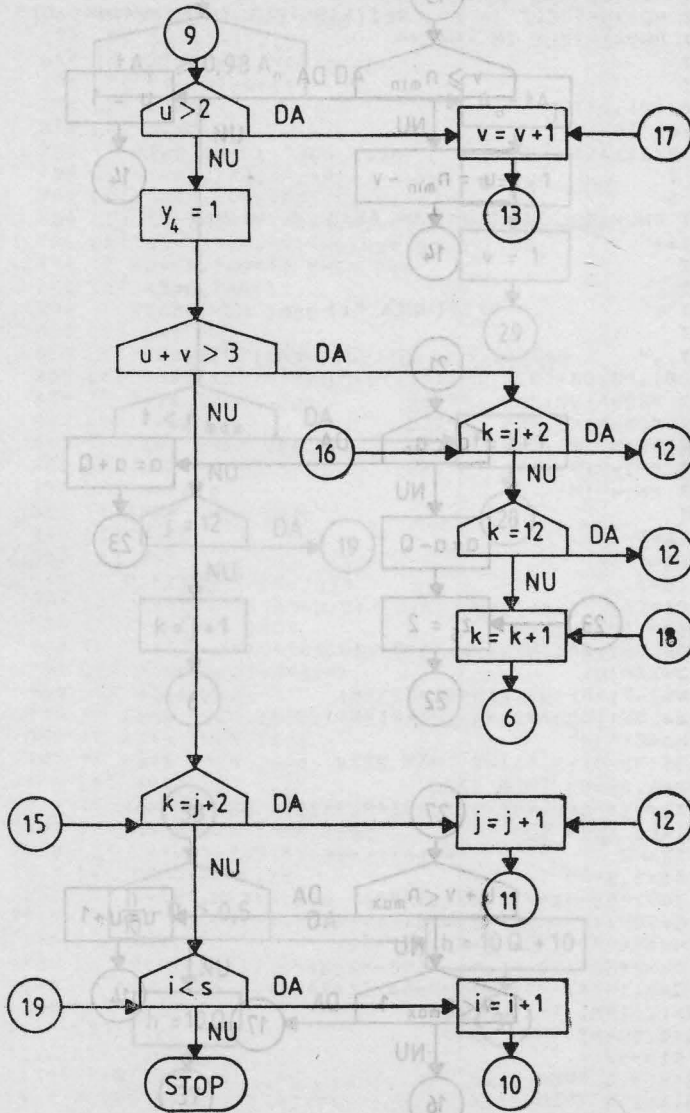 9
u > 2
DA
v = v + 1
17
NU
13
y₄ = 1
u + v > 3
DA
NU
k = j + 2
DA
12
16
NU
k = 12
DA
12
NU
k = k + 1
18
6
k = j + 2
DA
j = j + 1
12
15
NU
11
i < s
DA
i = j + 1
19
NU
10
STOP